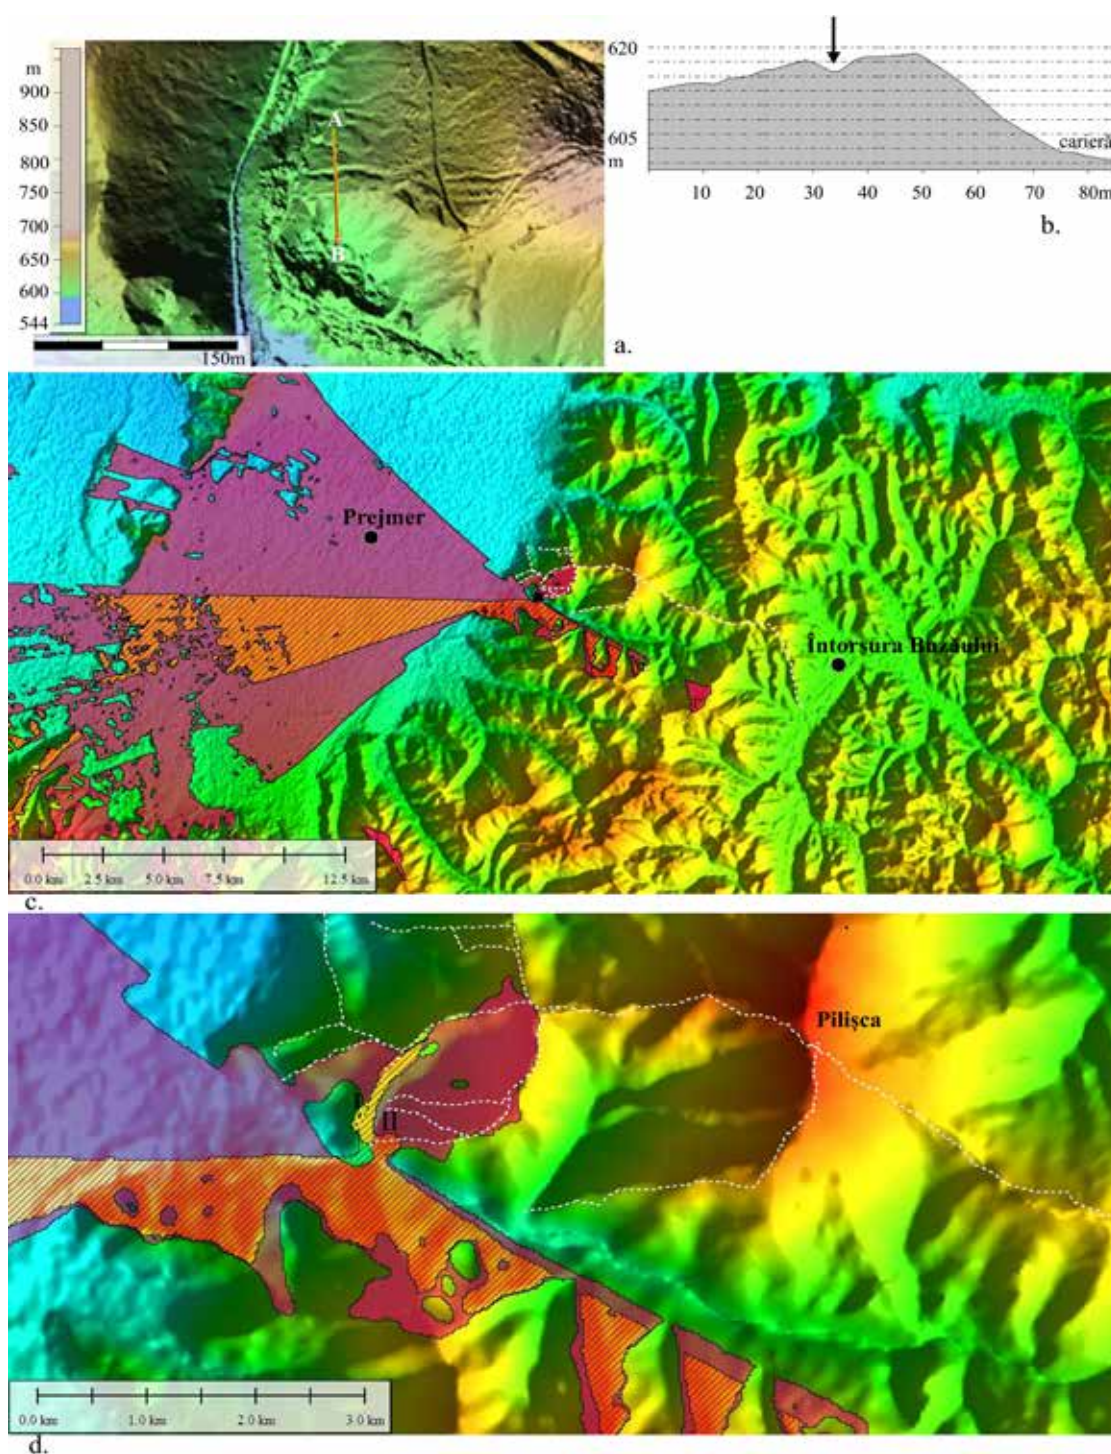 m
900
850
800
750
700
650
600
544
A
B
150m
a.
620
605
m
carieră
10 20 30 40 50 60 70 80m
b.
Prejmer
Întorsura Buzăului
0.0 km 2.5 km 5.0 km 7.5 km 12.5 km
c.
Pilișca
I
II
0.0 km 1.0 km 2.0 km 3.0 km
d.